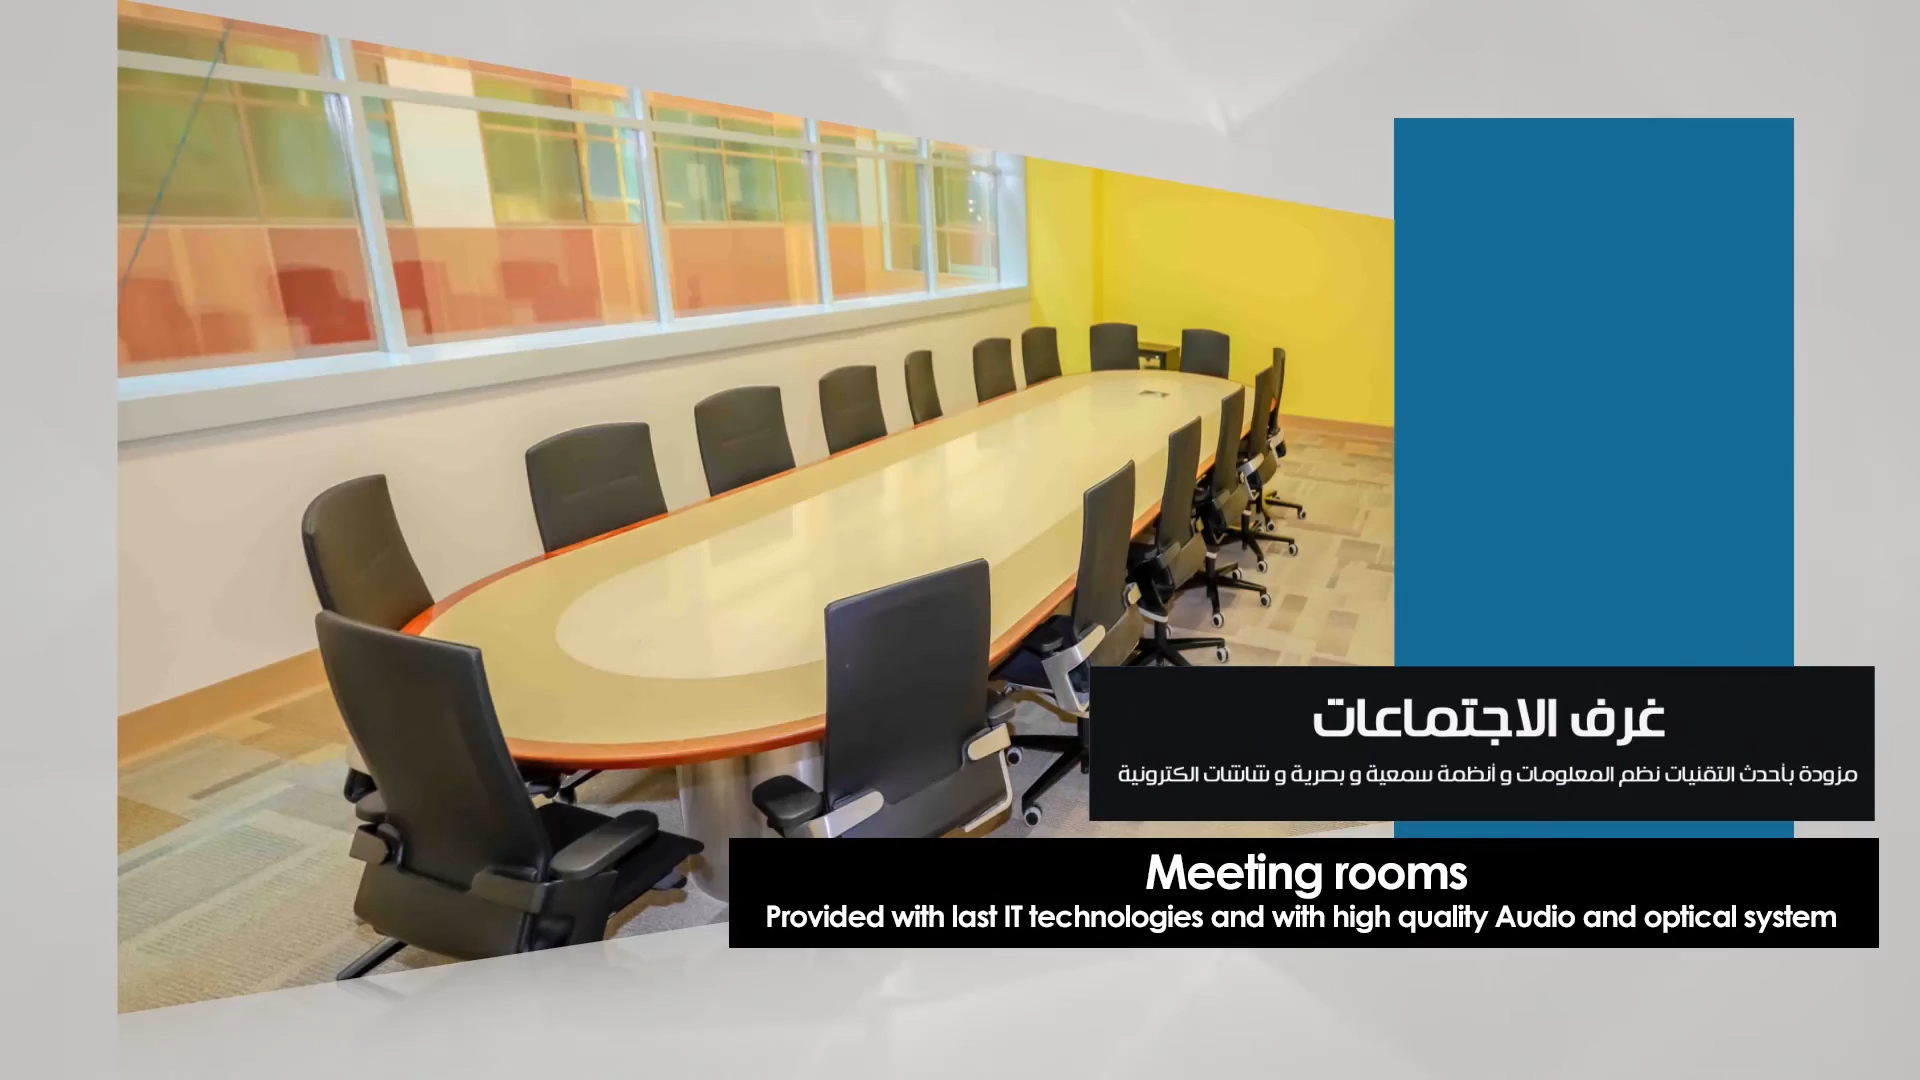 غرف الاجتماعات
مزودة بأحدث التقنيات نظم المعلومات و أنظمة سمعية و بصرية و شاشات الكترونية
Meeting rooms
Provided with last IT technologies and with high quality Audio and optical system